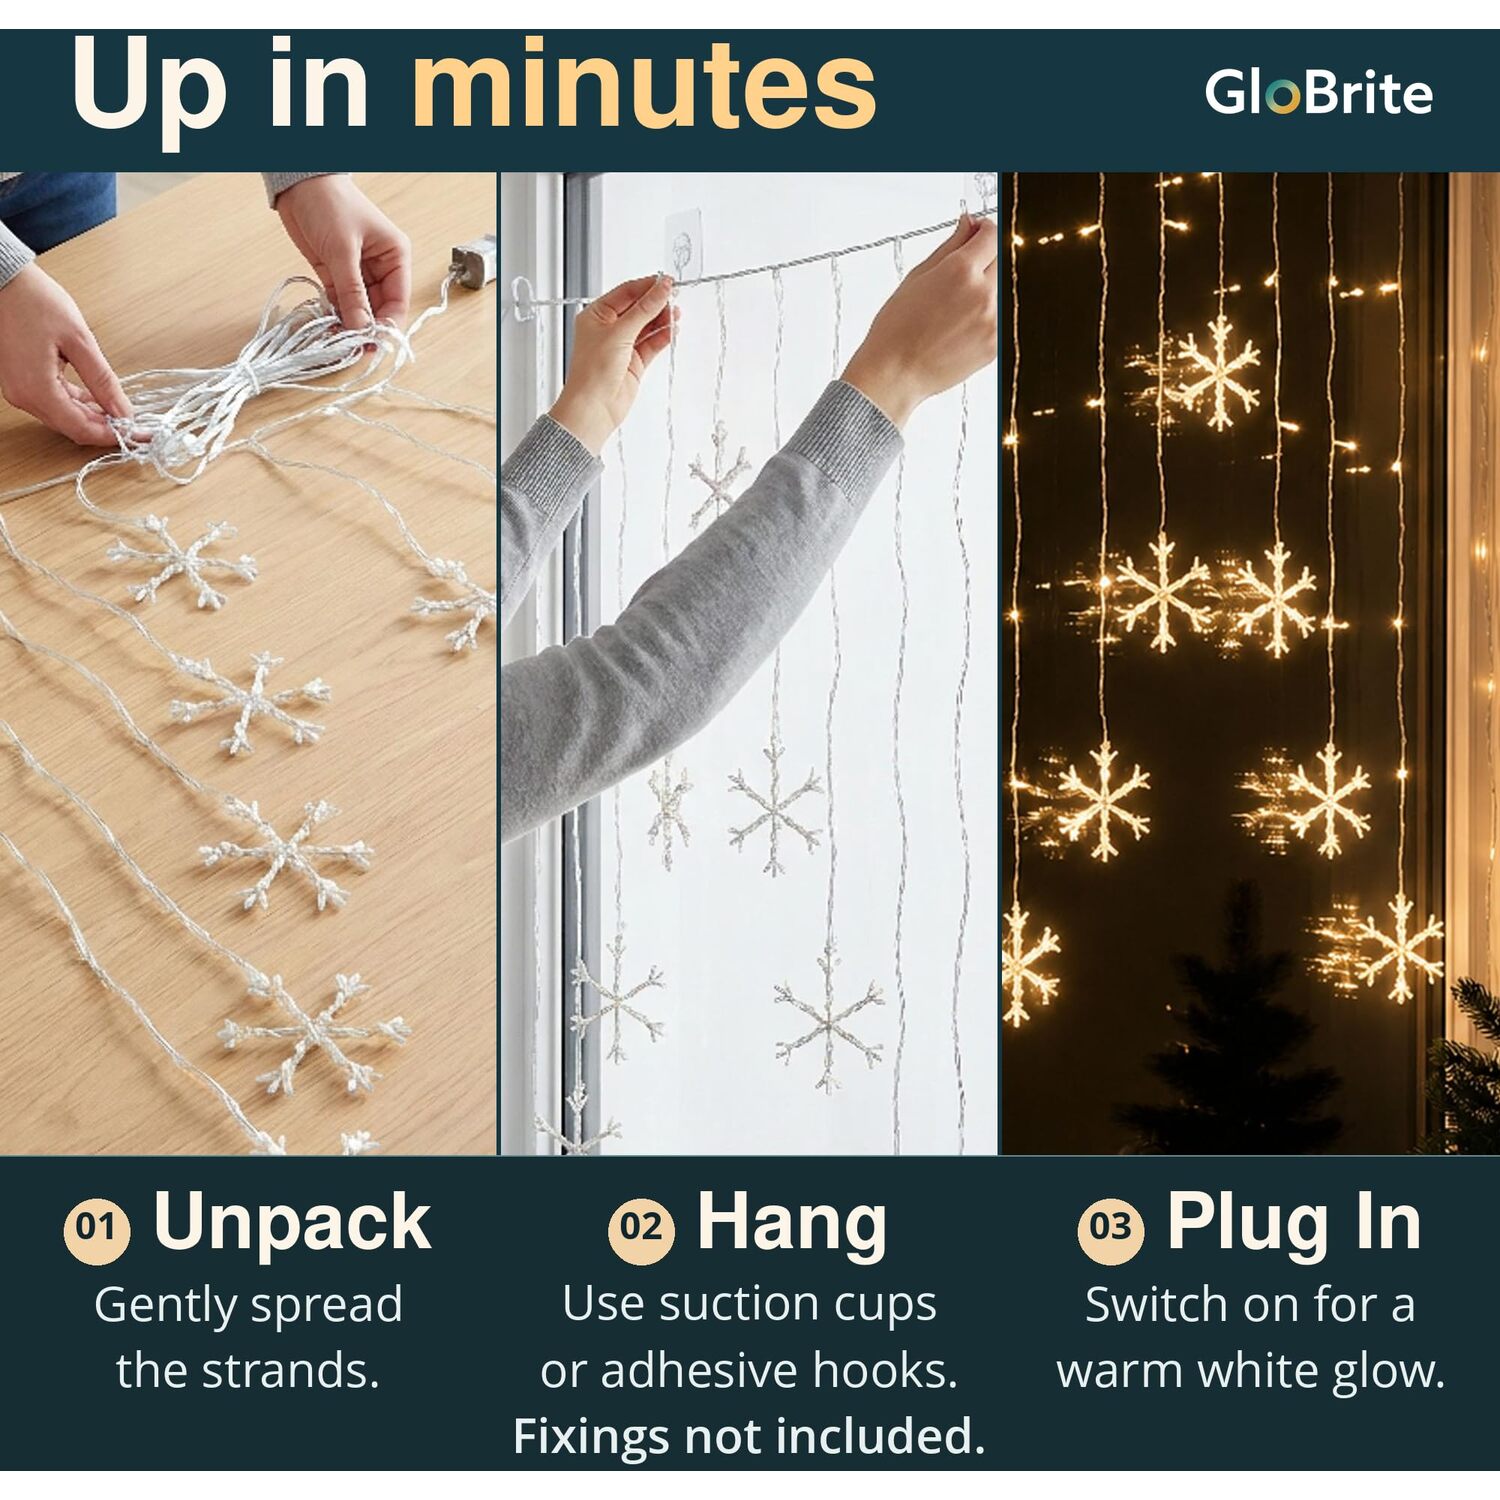 Up in minutes
GloBrite
01 Unpack
Gently spread
the strands.
02 Hang
Use suction cups
or adhesive hooks.
Fixings not included.
03 Plug In
Switch on for a
warm white glow.